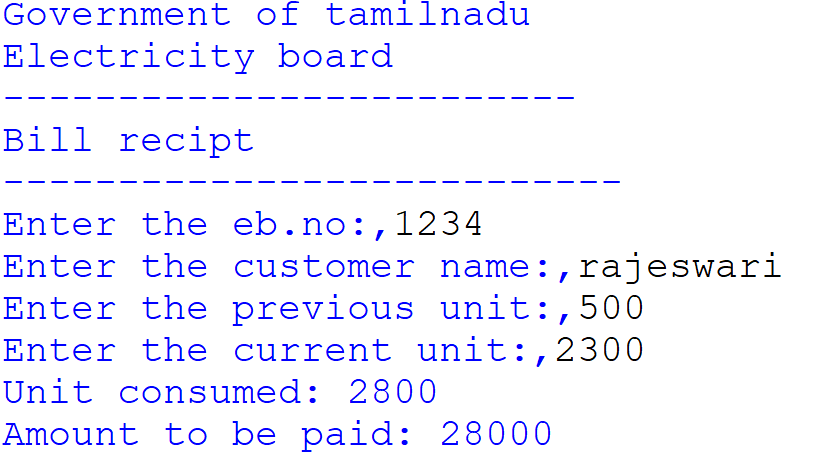 Government of tamilnadu
Electricity board
-------------------------
Bill recipt
---------------------------
Enter the eb.no:,1234
Enter the customer name:,rajeswari
Enter the previous unit:,500
Enter the current unit:,2300
Unit consumed: 2800
Amount to be paid: 28000